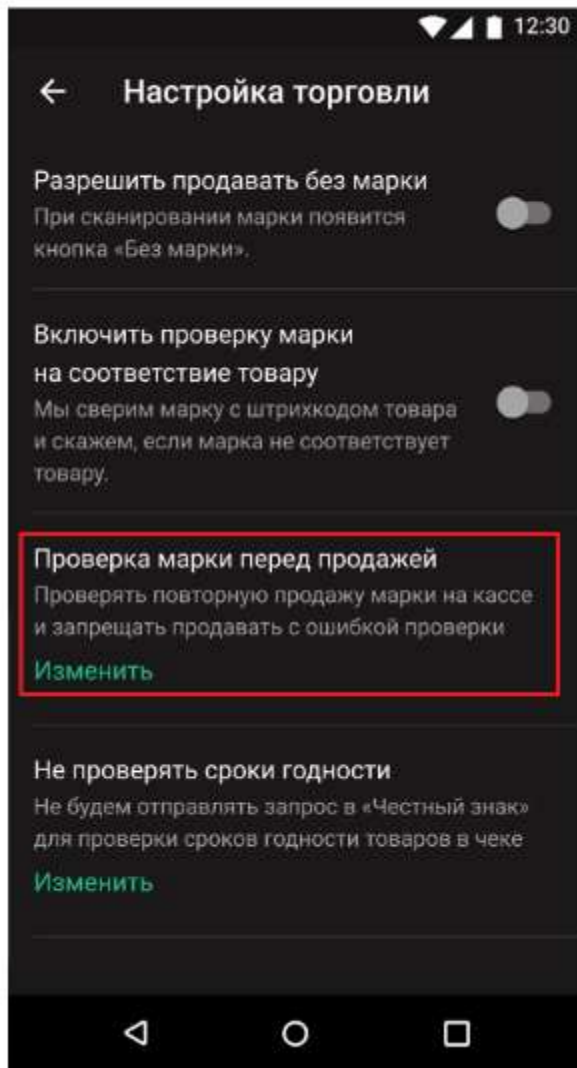 12:30
Настройка торговли
Разрешить продавать без марки
При сканировании марки появится
кнопка «Без марки».
Включить проверку марки
на соответствие товару
Мы сверим марку с штрихкодом товара
и скажем, если марка не соответствует
товару.
Проверка марки перед продажей
Проверять повторную продажу марки на кассе
и запрещать продавать с ошибкой проверки
Изменить
Не проверять сроки годности
Не будем отправлять запрос в «Честный знак»
для проверки сроков годности товаров в чеке
Изменить